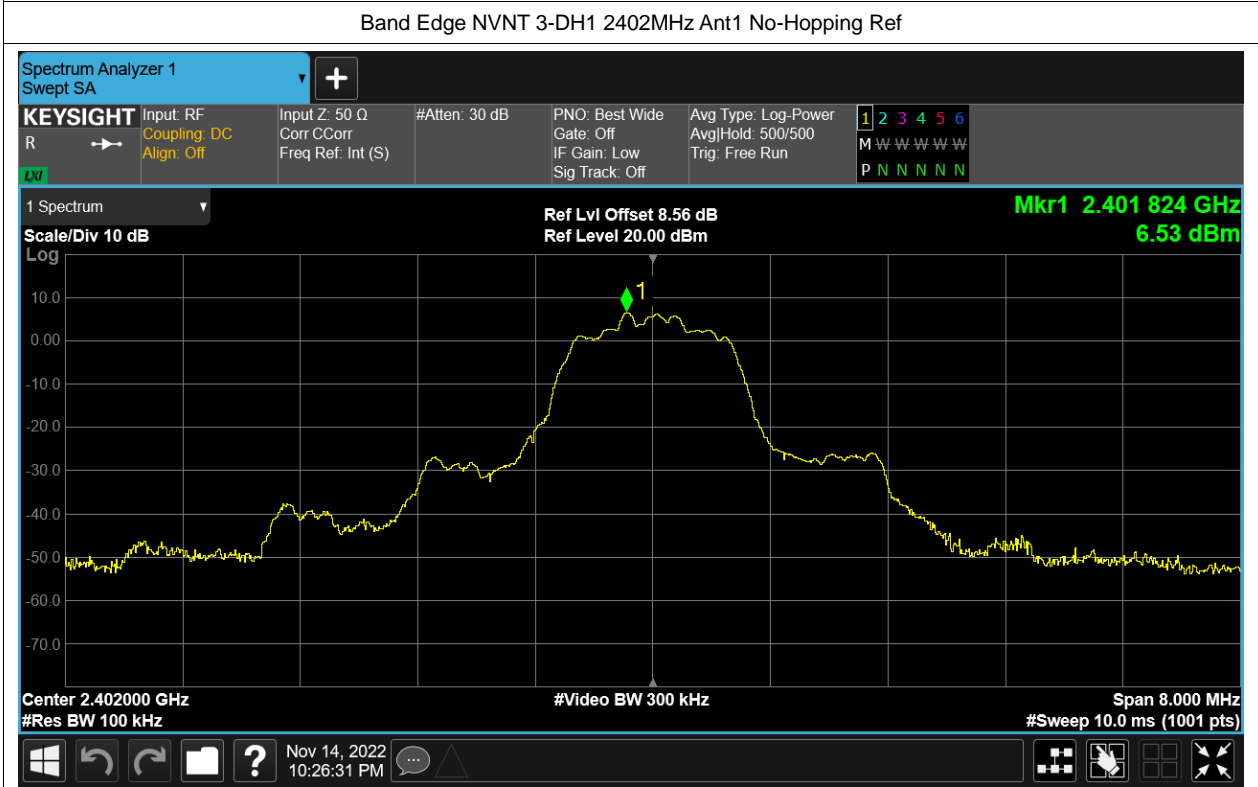 Band Edge NVNT 3-DH1 2402MHz Ant1 No-Hopping Ref
Spectrum Analyzer 1
Swept SA
+
KEYSIGHT
R
LXI
Input: RF
Coupling: DC
Align: Off
Input Z: 50 Ω
Corr CCorr
Freq Ref: Int (S)
#Atten: 30 dB
PNO: Best Wide
Gate: Off
IF Gain: Low
Sig Track: Off
Avg Type: Log-Power
Avg|Hold: 500/500
Trig: Free Run
1 2 3 4 5 6
M W W W W W
P N N N N N
1 Spectrum
Scale/Div 10 dB
Log
Ref Lvl Offset 8.56 dB
Ref Level 20.00 dBm
Mkr1 2.401 824 GHz
6.53 dBm
1
10.0
0.00
-10.0
-20.0
-30.0
-40.0
-50.0
-60.0
-70.0
Center 2.402000 GHz
#Res BW 100 kHz
#Video BW 300 kHz
Span 8.000 MHz
#Sweep 10.0 ms (1001 pts)
?
Nov 14, 2022
10:26:31 PM